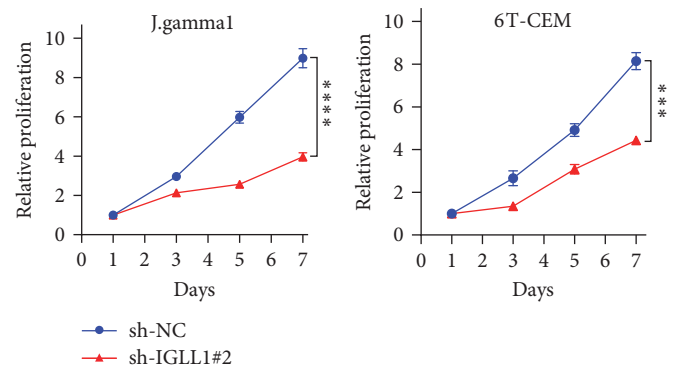 J.gamma1
Relative proliferation
10
8
6
4
2
0
0 1 2 3 4 5 6 7
Days
****
6T-CEM
Relative proliferation
10
8
6
4
2
0
0 1 2 3 4 5 6 7
Days
***
sh-NC
sh-IGLL1#2